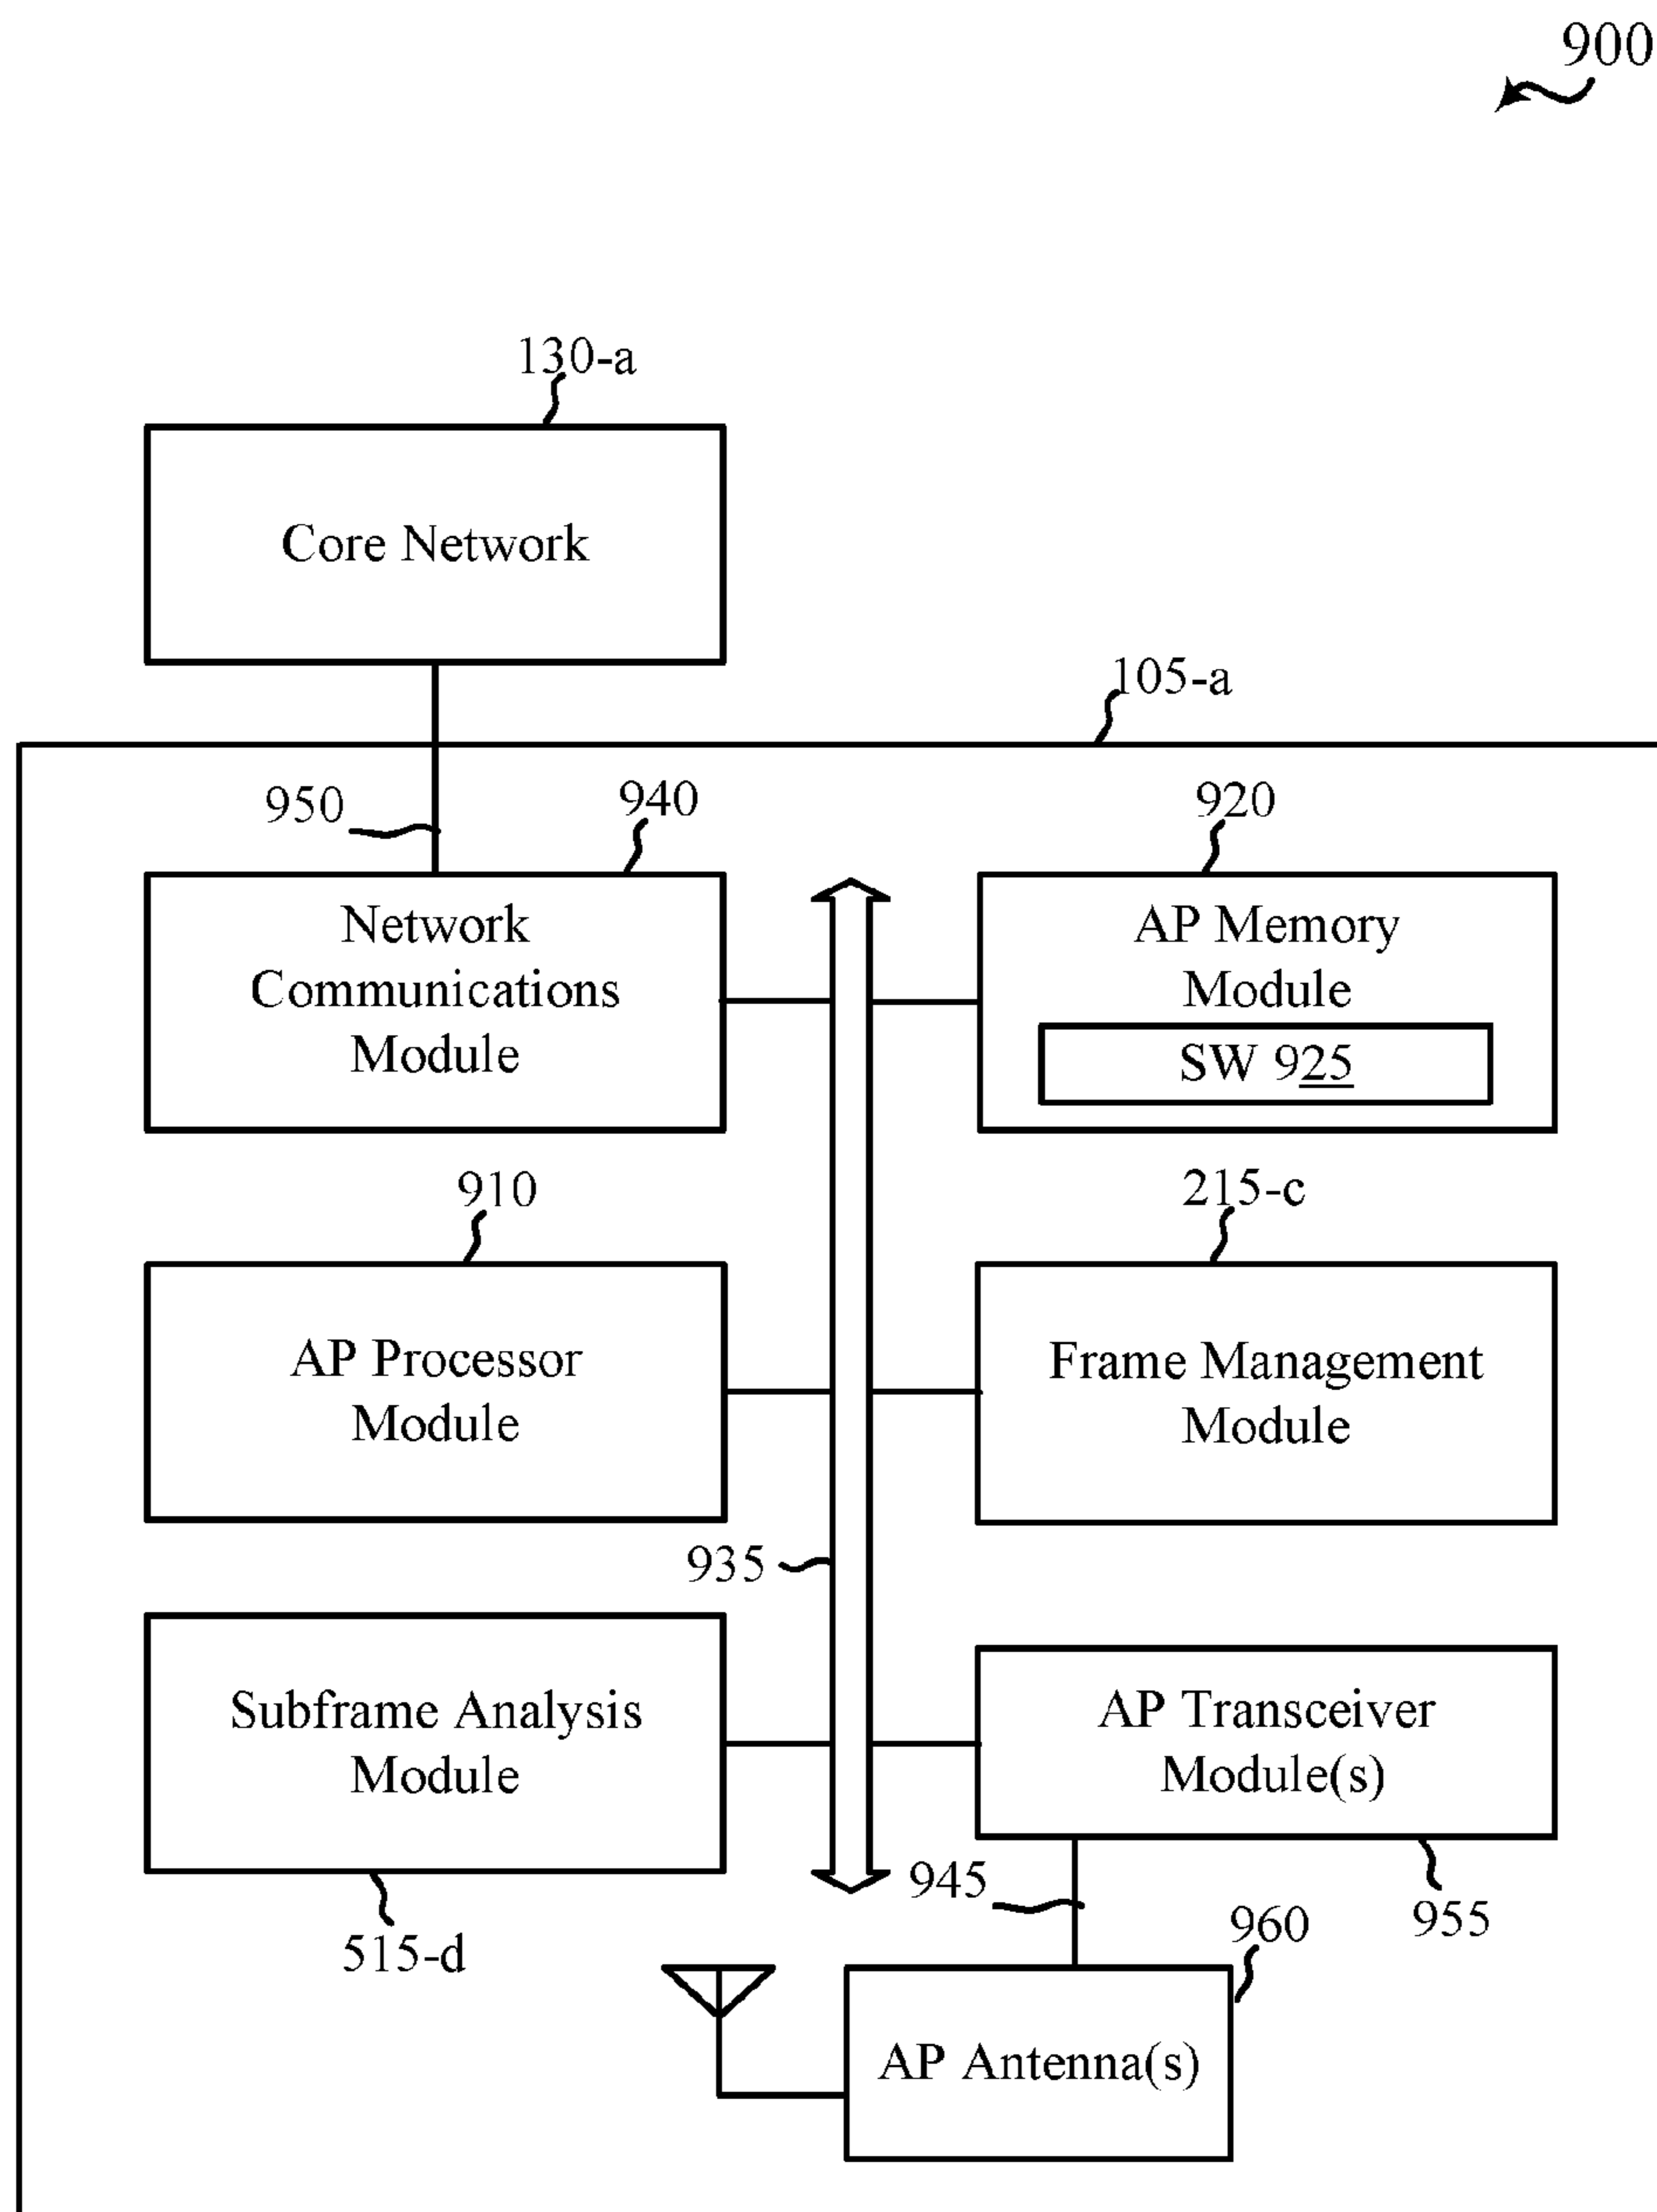 900
130-a
Core Network
105-a
950
940
920
Network
Communications
Module
AP Memory
Module
SW 925
910
215-c
AP Processor
Module
Frame Management
Module
935
Subframe Analysis
Module
AP Transceiver
Module(s)
945
955
515-d
960
AP Antenna(s)